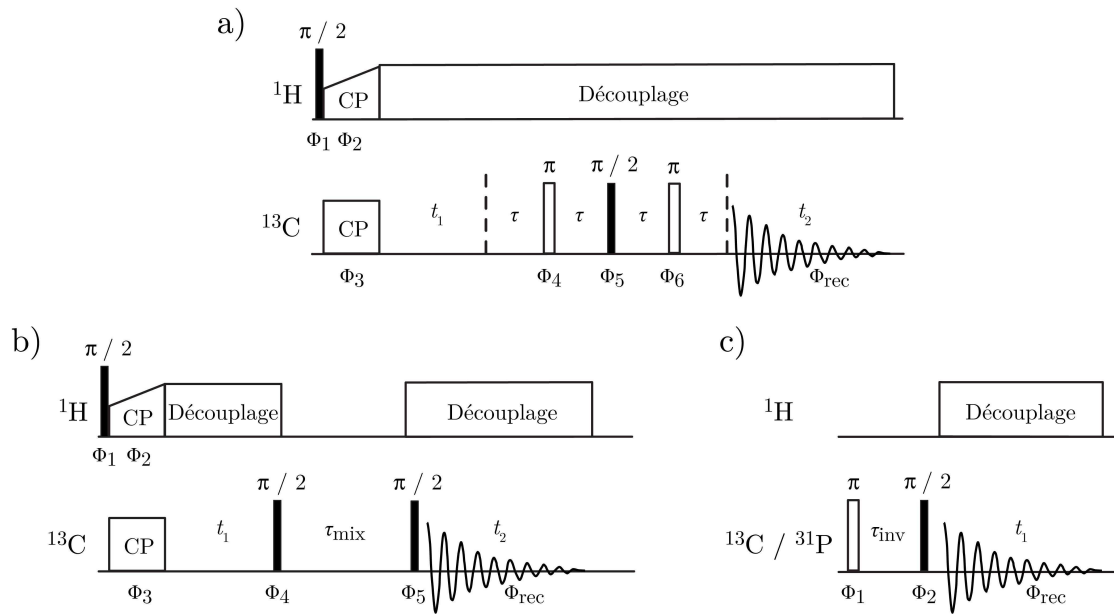 a)
π / 2
¹H
CP
Découplage
Φ₁ Φ₂
π π / 2 π
¹³C
CP
t₁ τ τ τ τ t₂
Φ₃ Φ₄ Φ₅ Φ₆ Φrec
b)
π / 2
¹H
CP
Découplage
Découplage
Φ₁ Φ₂
π / 2 π / 2
¹³C
CP
t₁ τmix t₂
Φ₃ Φ₄ Φ₅ Φrec
c)
¹H
Découplage
π π / 2
¹³C / ³¹P
τinv t₁
Φ₁ Φ₂ Φrec